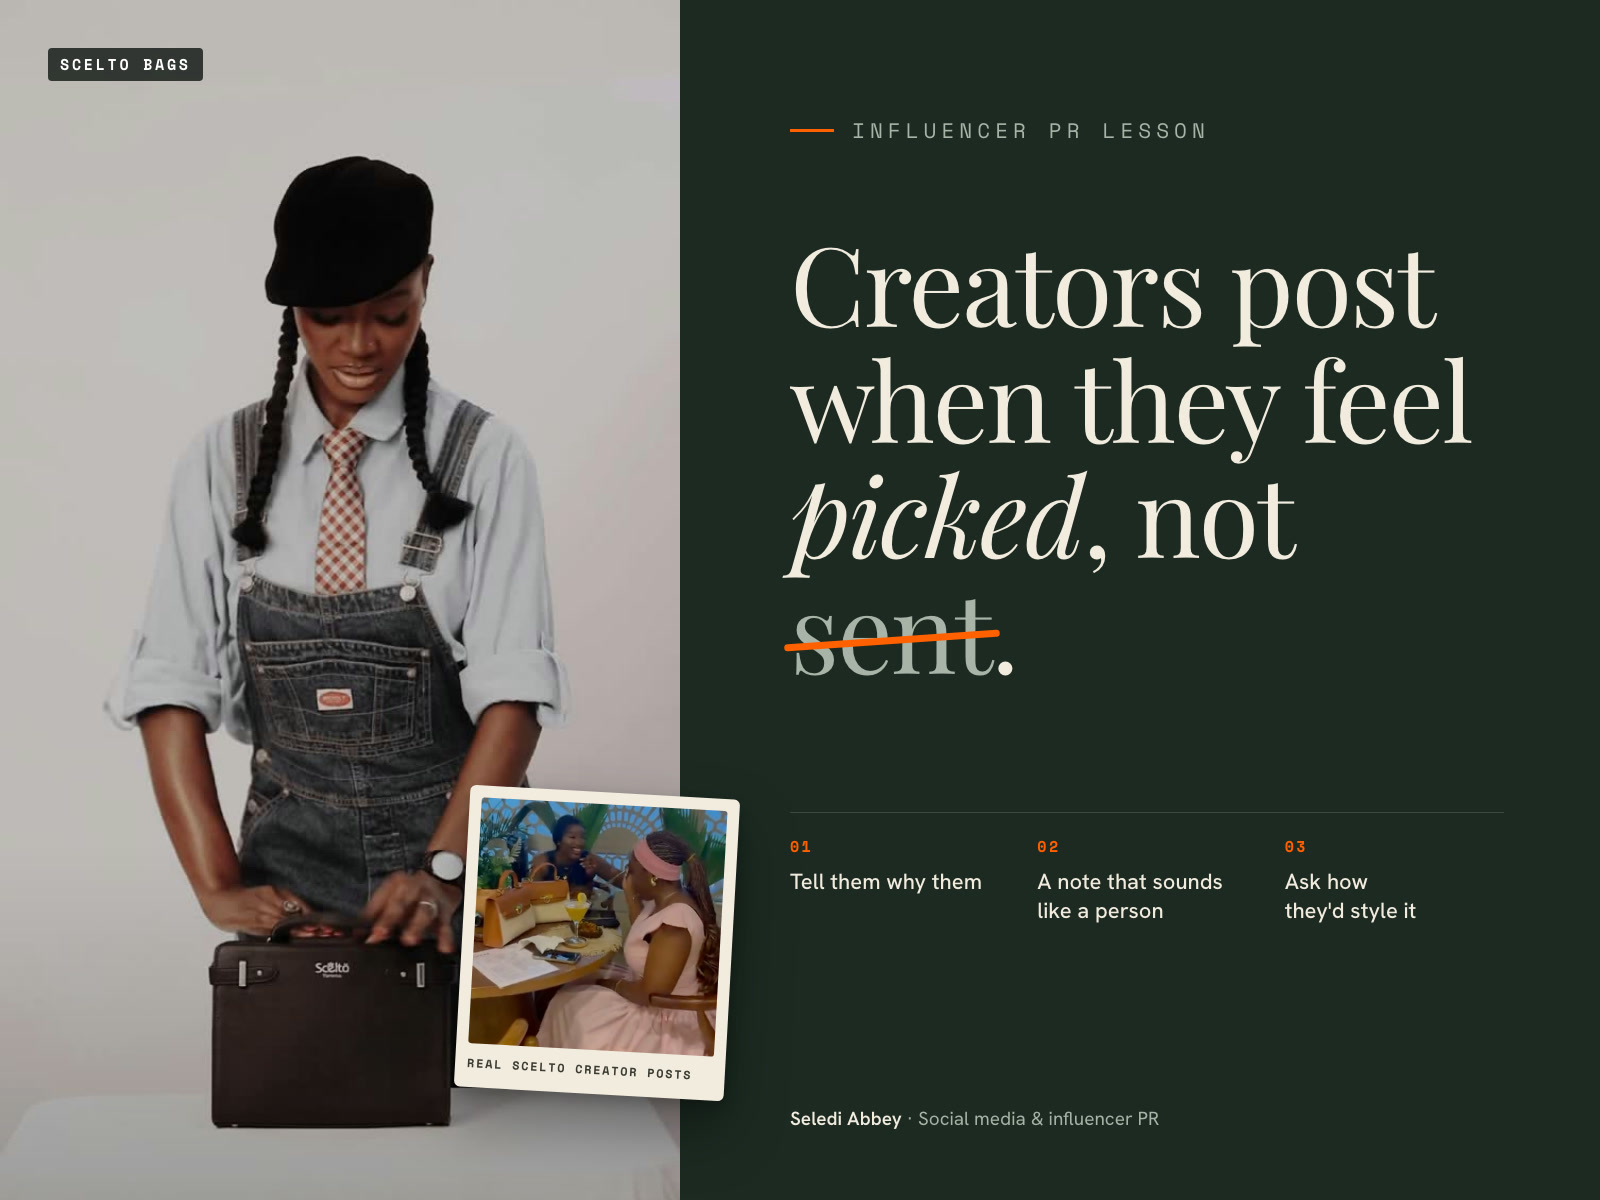 SCELTO BAGS
INFLUENCER PR LESSON
Creators post
when they feel
picked, not
sent.
01
Tell them why them
02
A note that sounds
like a person
03
Ask how
they'd style it
Sceltö
REAL SCELTO CREATOR POSTS
Seledi Abbey · Social media & influencer PR